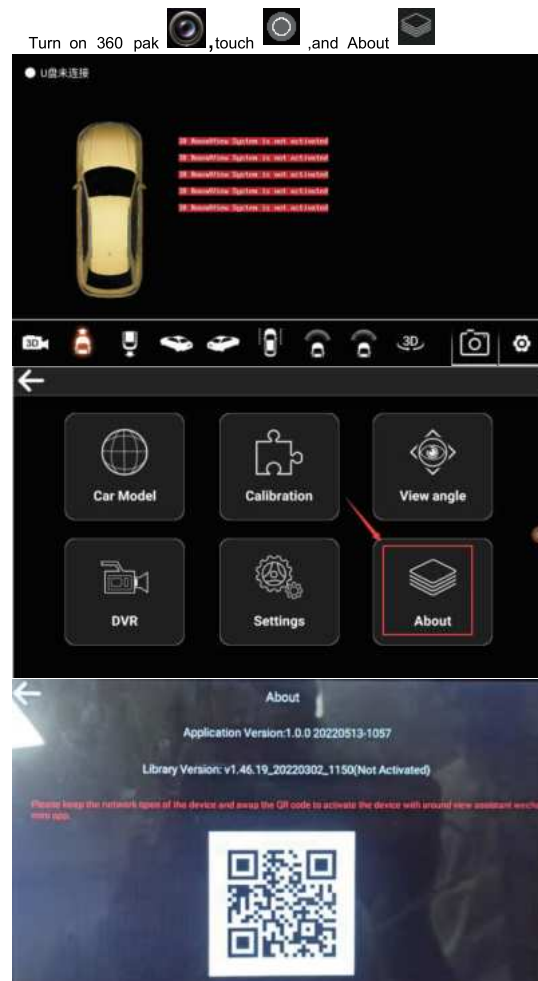 Turn on 360 pak ,touch ,and About
U盘未连接
3D RoundView System is not activated
3D RoundView System is not activated
3D RoundView System is not activated
3D RoundView System is not activated
3D RoundView System is not activated
3D
3D
Car Model
Calibration
View angle
DVR
Settings
About
About
Application Version:1.0.0 20220513-1057
Library Version: v1.46.19_20220302_1150(Not Activated)
Please keep the network open of the device and swap the QR code to activate the device with around view assistant wech
mini app.